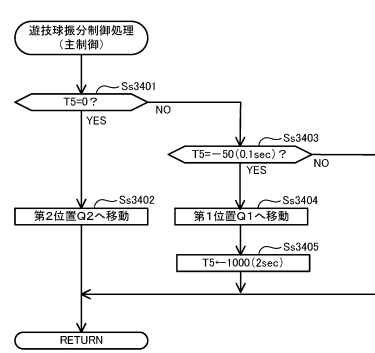 遊技球振分制御処理
(主制御)
Ss3401
T5=0?
NO
YES
Ss3403
T5=−50(0.1sec)?
NO
YES
Ss3402
第2位置Q2へ移動
Ss3404
第1位置Q1へ移動
Ss3405
T5←1000(2sec)
RETURN